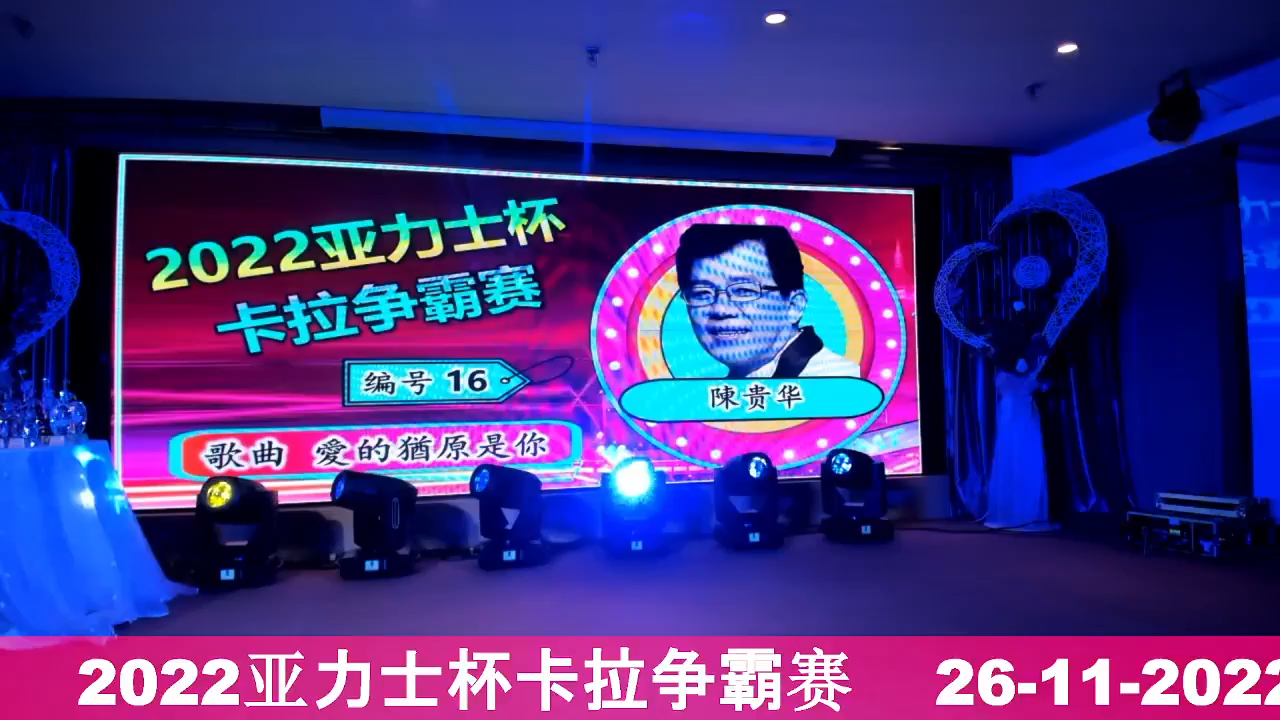 2022亚力士杯
卡拉争霸赛
编号 16
陳贵华
歌曲 愛的猶原是你
2022亚力士杯卡拉争霸赛 26-11-2022